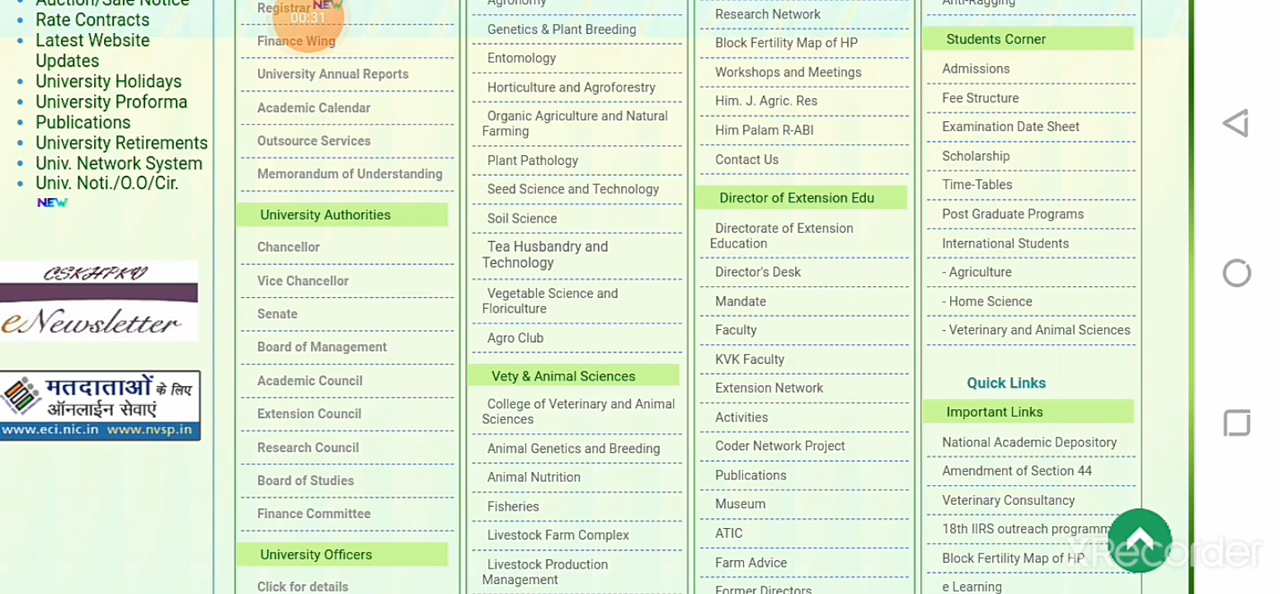 Auction/Sale Notice
Rate Contracts
Latest Website
Updates
University Holidays
University Proforma
Publications
University Retirements
Univ. Network System
Univ. Noti./O.O/Cir.
NEW
CSKHPKV
eNewsletter
मतदाताओं के लिए
ऑनलाईन सेवाएं
www.eci.nic.in www.nvsp.in
Registrar NEW
00:31
Finance Wing
University Annual Reports
Academic Calendar
Outsource Services
Memorandum of Understanding
University Authorities
Chancellor
Vice Chancellor
Senate
Board of Management
Academic Council
Extension Council
Research Council
Board of Studies
Finance Committee
University Officers
Click for details
Agronomy
Genetics & Plant Breeding
Entomology
Horticulture and Agroforestry
Organic Agriculture and Natural
Farming
Plant Pathology
Seed Science and Technology
Soil Science
Tea Husbandry and
Technology
Vegetable Science and
Floriculture
Agro Club
Vety & Animal Sciences
College of Veterinary and Animal
Sciences
Animal Genetics and Breeding
Animal Nutrition
Fisheries
Livestock Farm Complex
Livestock Production
Management
Research Network
Block Fertility Map of HP
Workshops and Meetings
Him. J. Agric. Res
Him Palam R-ABI
Contact Us
Director of Extension Edu
Directorate of Extension
Education
Director's Desk
Mandate
Faculty
KVK Faculty
Extension Network
Activities
Coder Network Project
Publications
Museum
ATIC
Farm Advice
Former Directors
Anti-Ragging
Students Corner
Admissions
Fee Structure
Examination Date Sheet
Scholarship
Time-Tables
Post Graduate Programs
International Students
- Agriculture
- Home Science
- Veterinary and Animal Sciences
Quick Links
Important Links
National Academic Depository
Amendment of Section 44
Veterinary Consultancy
18th IIRS outreach programm
Block Fertility Map of HP
e Learning
XRecorder